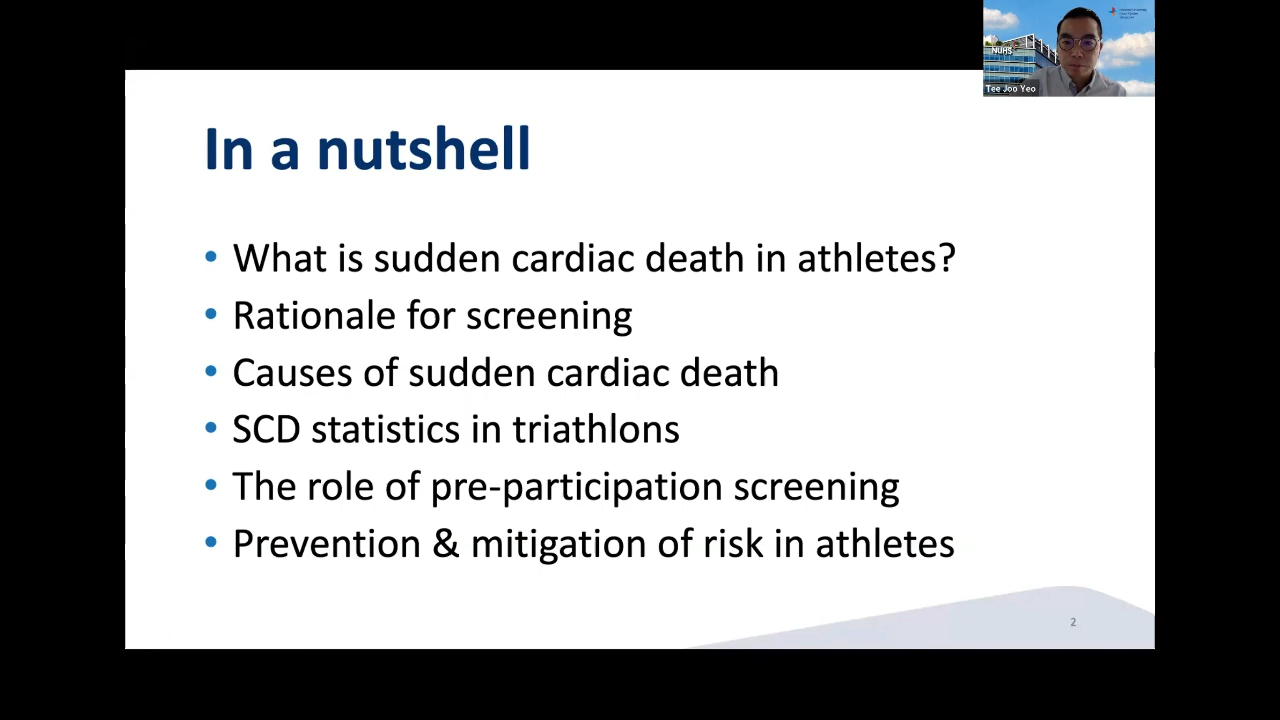 NUHS
Tee Joo Yeo
In a nutshell
• What is sudden cardiac death in athletes?
• Rationale for screening
• Causes of sudden cardiac death
• SCD statistics in triathlons
• The role of pre-participation screening
• Prevention & mitigation of risk in athletes
2